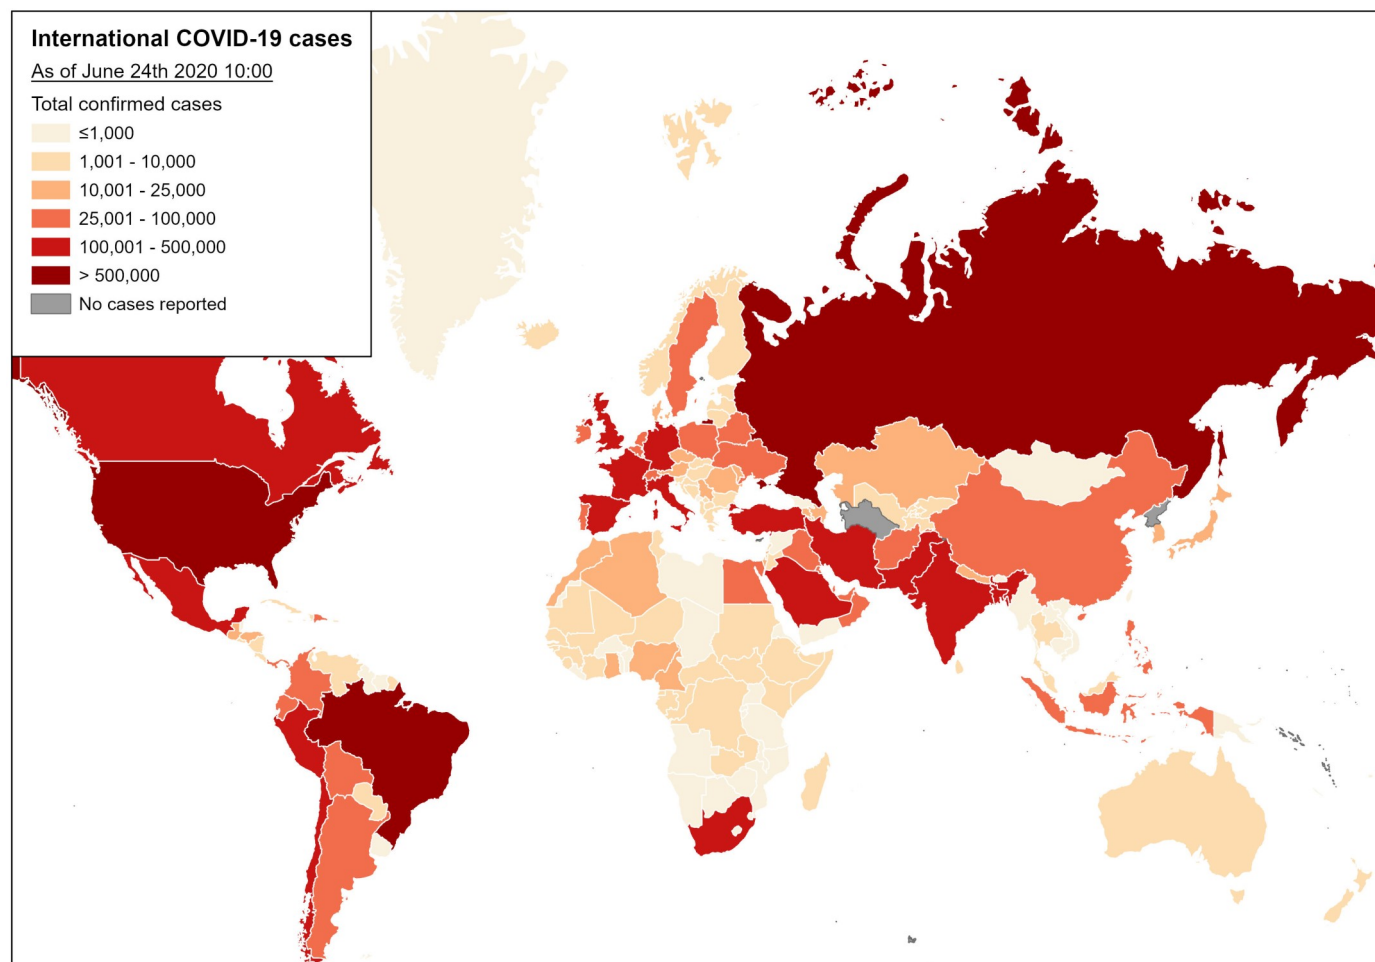 International COVID-19 cases
As of June 24th 2020 10:00
Total confirmed cases
≤1,000
1,001 - 10,000
10,001 - 25,000
25,001 - 100,000
100,001 - 500,000
> 500,000
No cases reported